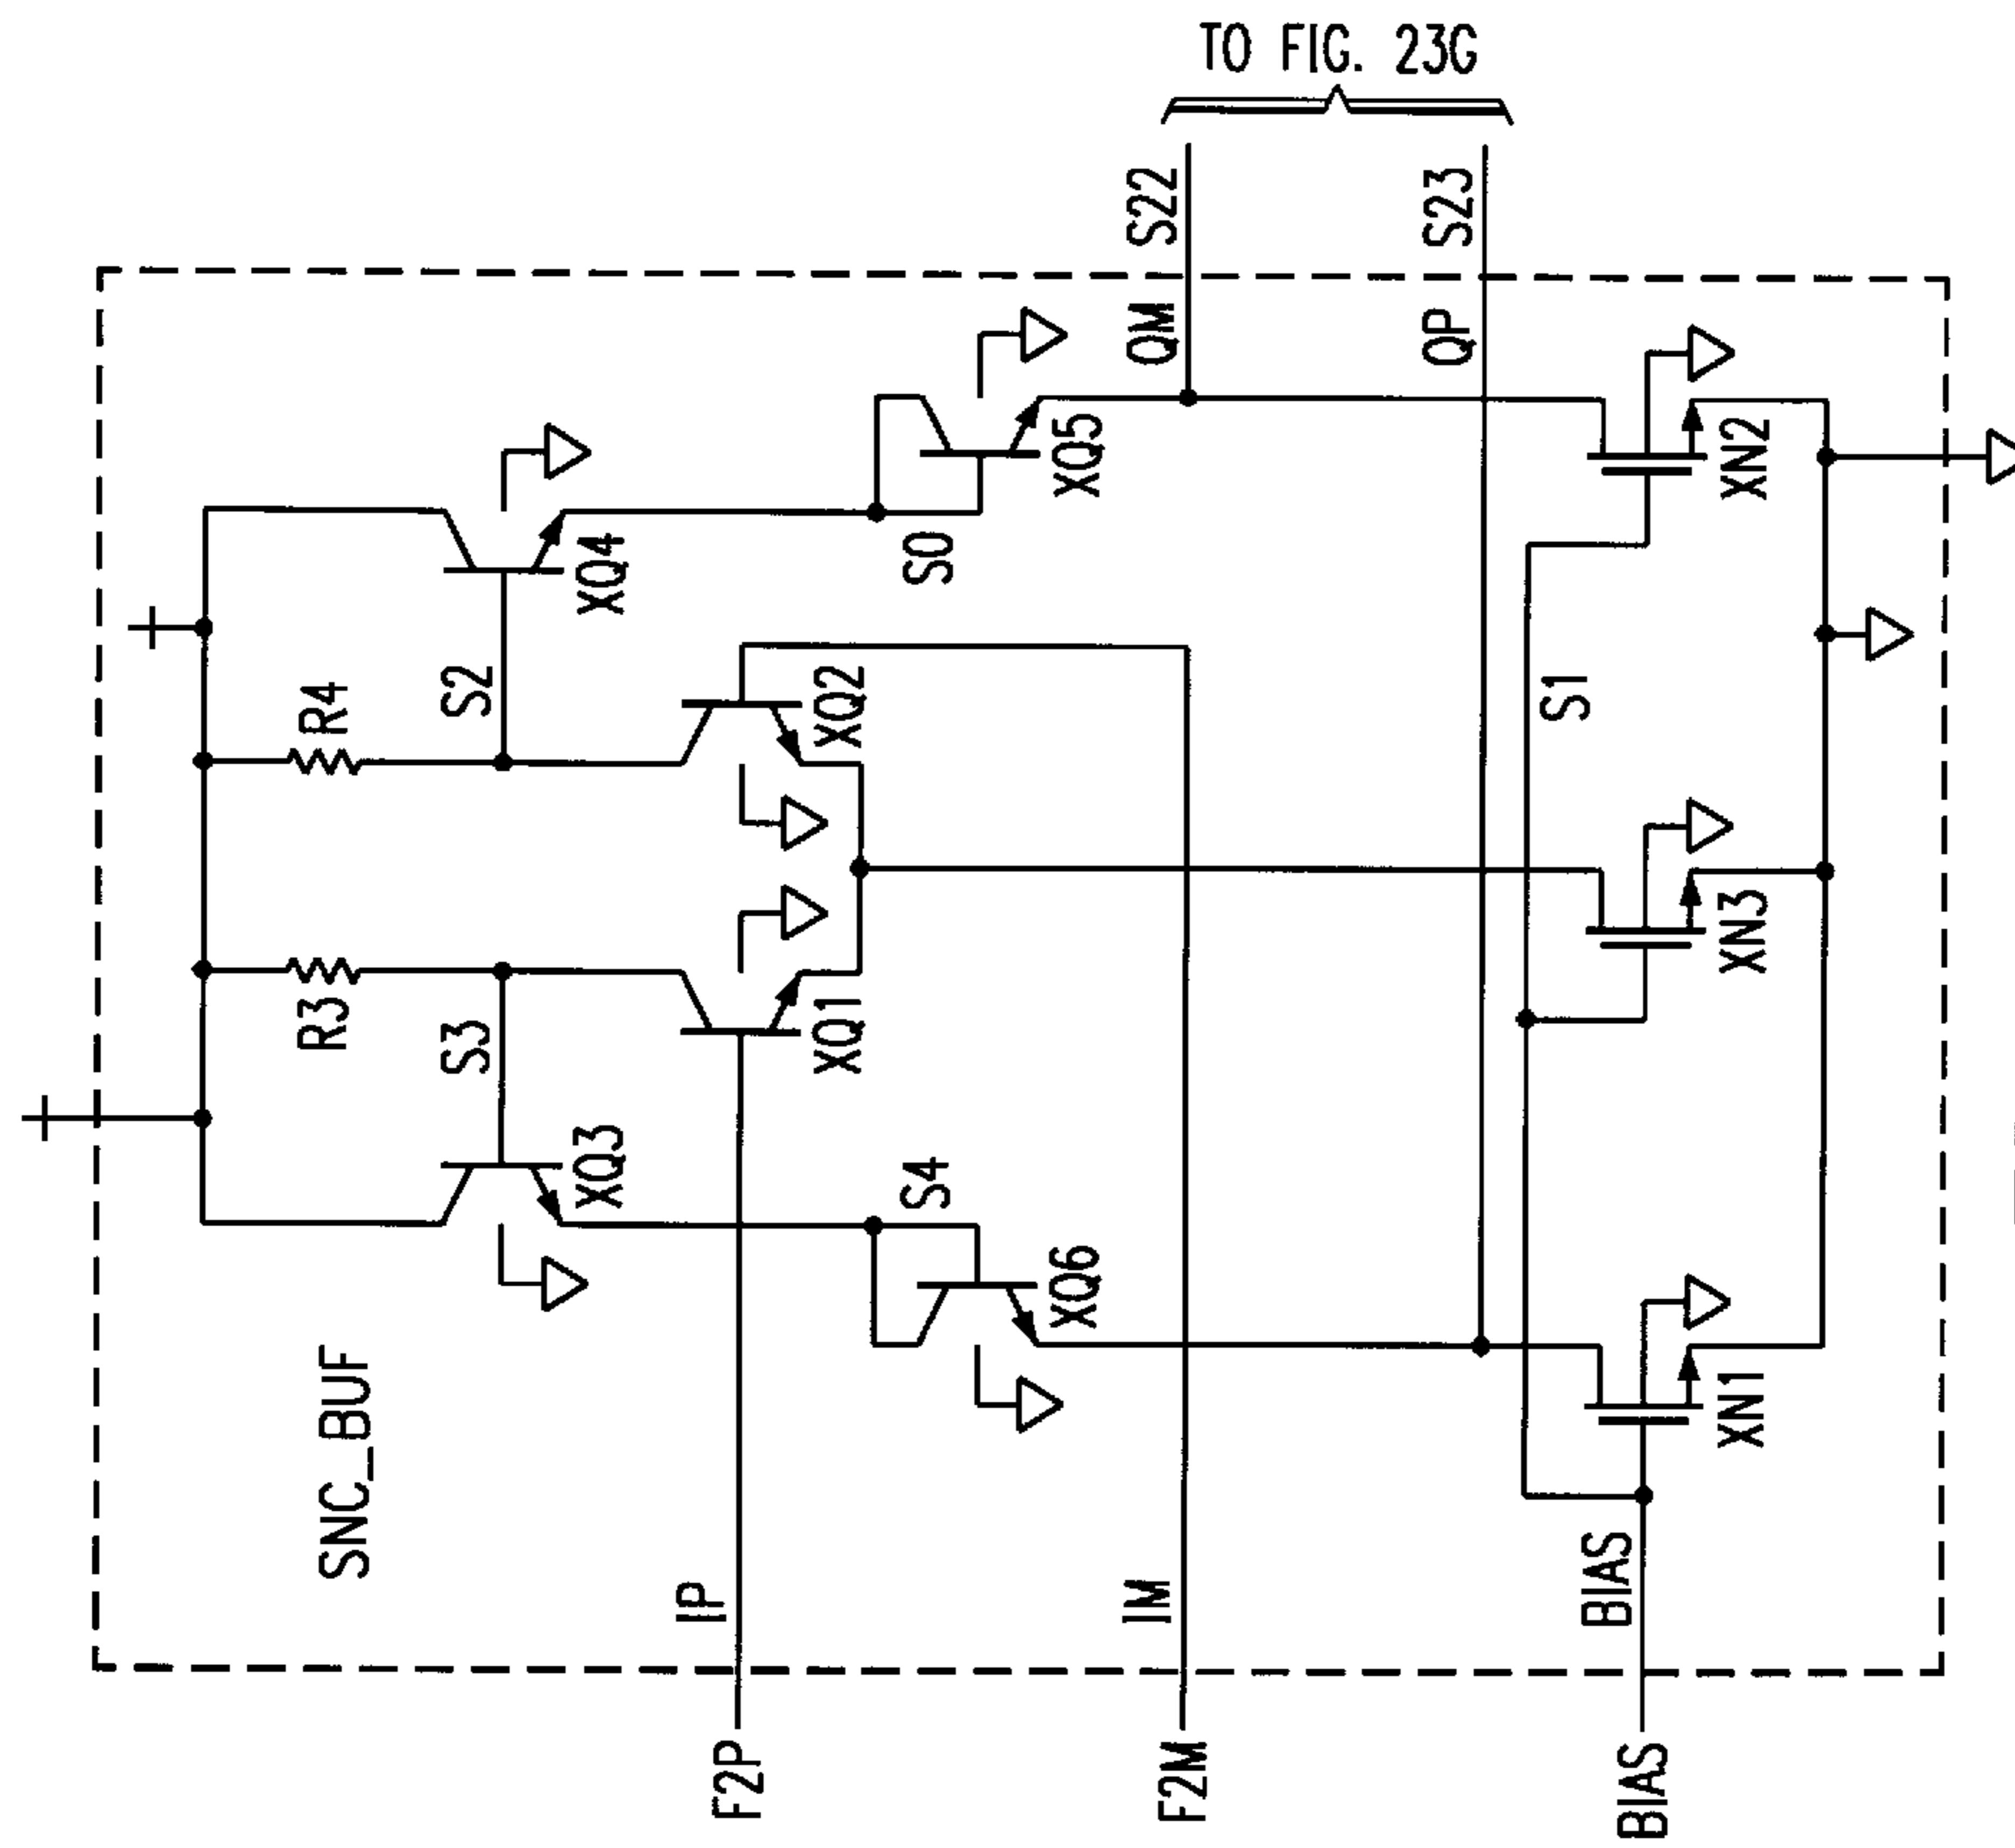 TO FIG. 23G
SNC_BUF
R3
R4
S3
S2
XQ3
XQ4
XQ1
XQ2
S4
S0
XQ6
XQ5
F2P
IP
F2M
IM
QM
S22
QP
S23
S1
BIAS
BIAS
XN1
XN3
XN2